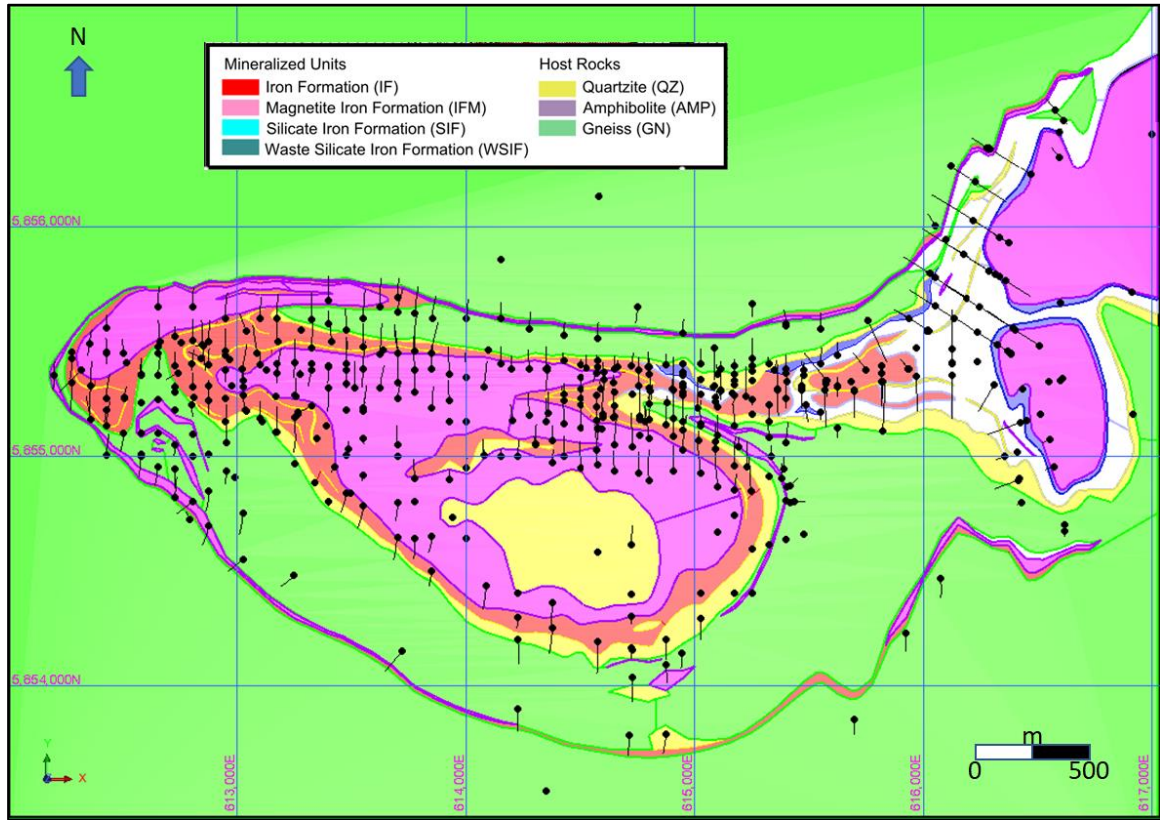 N
Mineralized Units
Iron Formation (IF)
Magnetite Iron Formation (IFM)
Silicate Iron Formation (SIF)
Waste Silicate Iron Formation (WSIF)
Host Rocks
Quartzite (QZ)
Amphibolite (AMP)
Gneiss (GN)
5,856,000N
5,855,000N
5,854,000N
613,000E
614,000E
615,000E
616,000E
617,0
Y
X
m
0 500